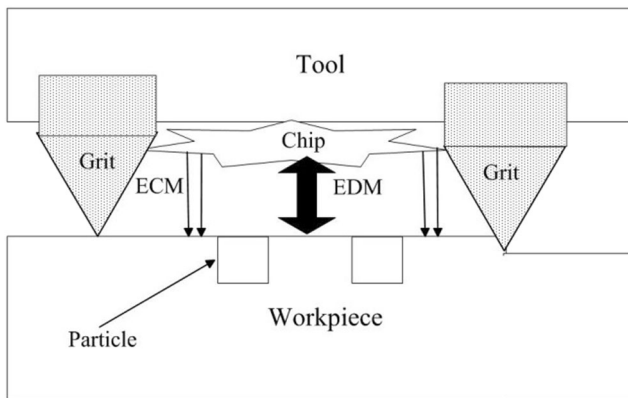 Tool
Chip
Grit
Grit
ECM
EDM
Workpiece
Particle